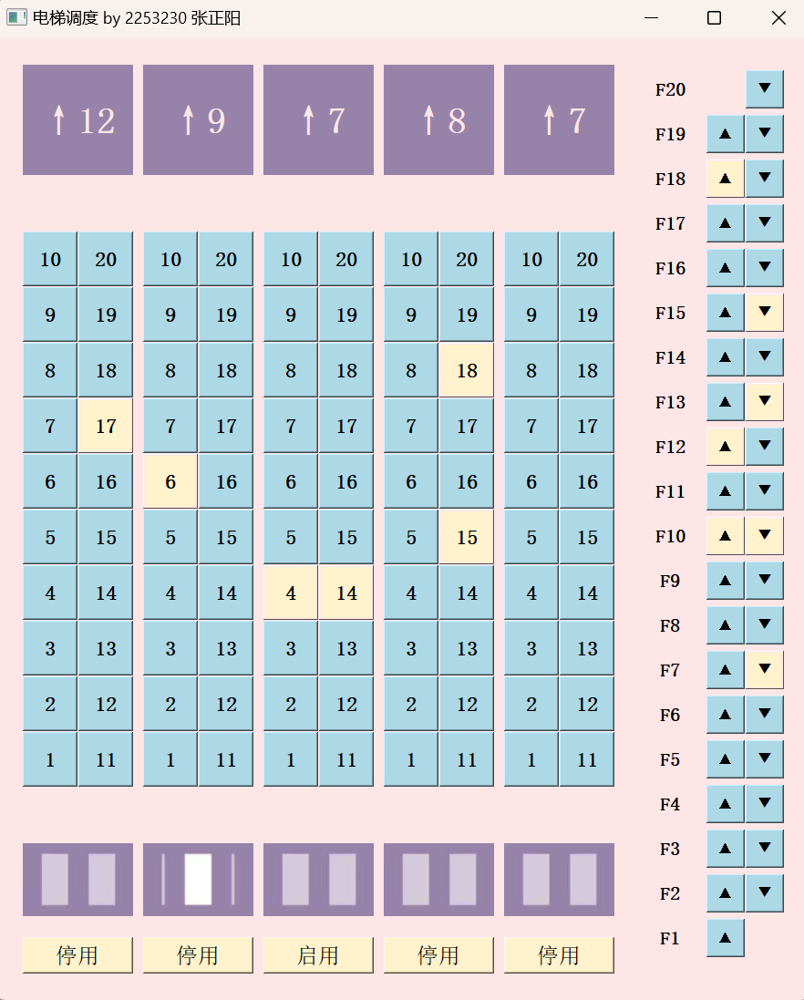 电梯调度 by 2253230 张正阳
↑12 ↑9 ↑7 ↑8 ↑7
10 20 10 20 10 20 10 20 10 20
9 19 9 19 9 19 9 19 9 19
8 18 8 18 8 18 8 18 8 18
7 17 7 17 7 17 7 17 7 17
6 16 6 16 6 16 6 16 6 16
5 15 5 15 5 15 5 15 5 15
4 14 4 14 4 14 4 14 4 14
3 13 3 13 3 13 3 13 3 13
2 12 2 12 2 12 2 12 2 12
1 11 1 11 1 11 1 11 1 11
停用 停用 启用 停用 停用
F20 ▼
F19 ▲ ▼
F18 ▲ ▼
F17 ▲ ▼
F16 ▲ ▼
F15 ▲ ▼
F14 ▲ ▼
F13 ▲ ▼
F12 ▲ ▼
F11 ▲ ▼
F10 ▲ ▼
F9 ▲ ▼
F8 ▲ ▼
F7 ▲ ▼
F6 ▲ ▼
F5 ▲ ▼
F4 ▲ ▼
F3 ▲ ▼
F2 ▲ ▼
F1 ▲